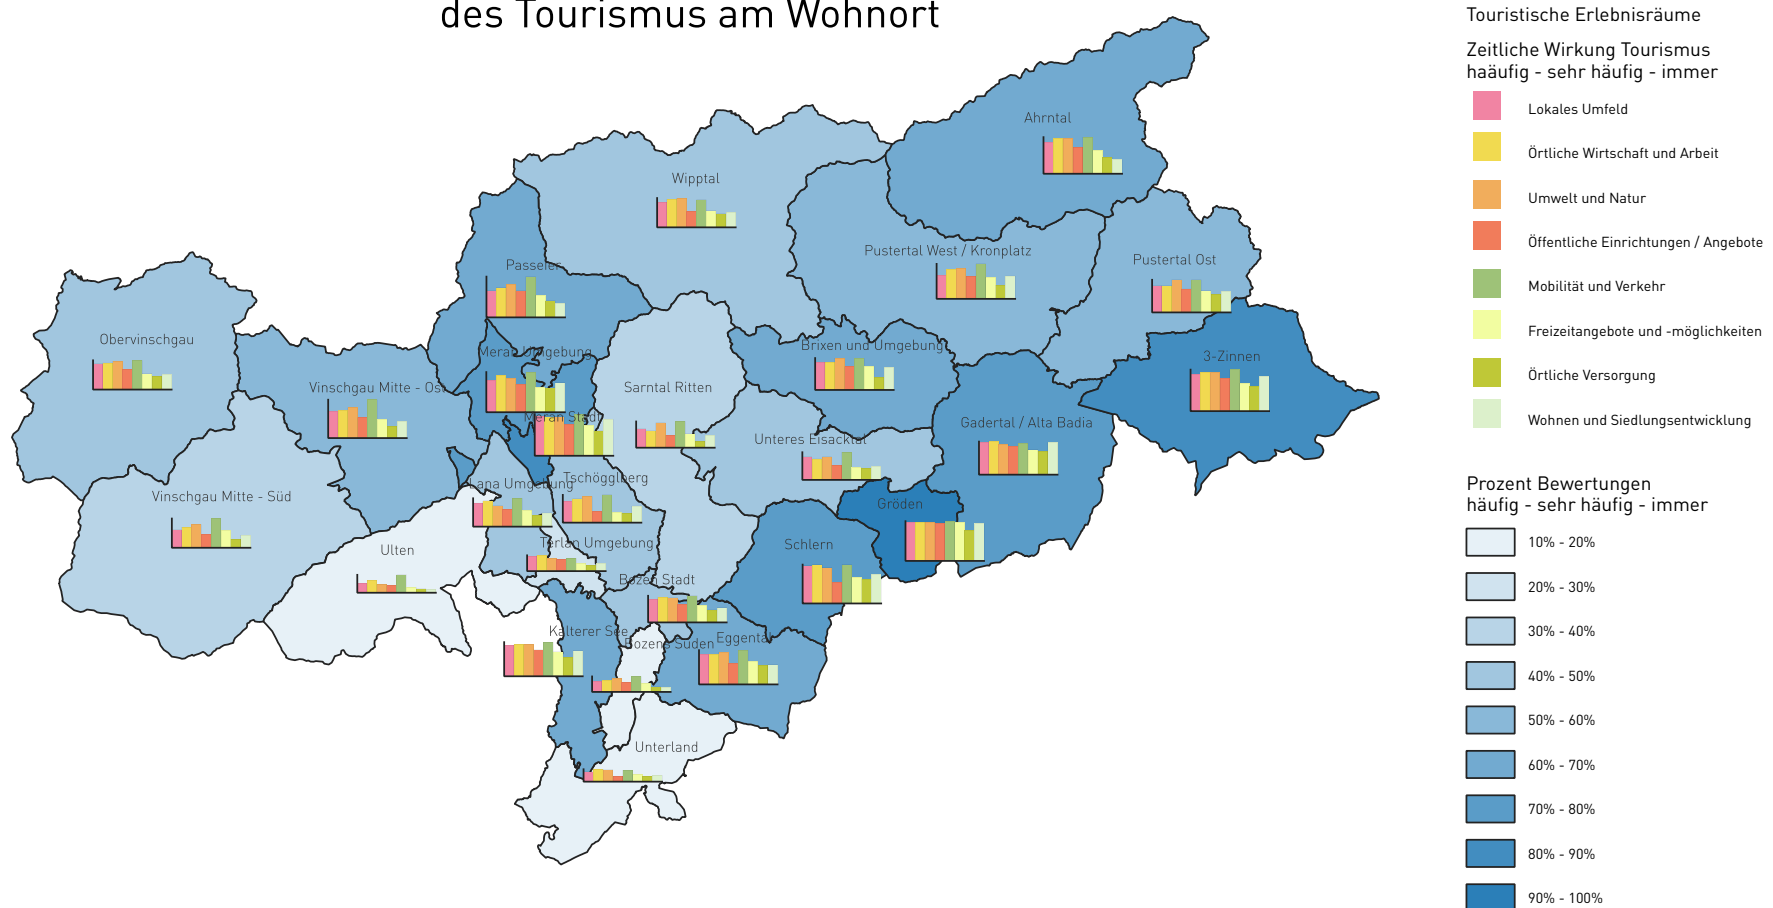 des Tourismus am Wohnort
Touristische Erlebnisräume
Zeitliche Wirkung Tourismus
haäufig - sehr häufig - immer
Lokales Umfeld
Örtliche Wirtschaft und Arbeit
Umwelt und Natur
Öffentliche Einrichtungen / Angebote
Mobilität und Verkehr
Freizeitangebote und -möglichkeiten
Örtliche Versorgung
Wohnen und Siedlungsentwicklung
Prozent Bewertungen
häufig - sehr häufig - immer
10% - 20%
20% - 30%
30% - 40%
40% - 50%
50% - 60%
60% - 70%
70% - 80%
80% - 90%
90% - 100%
Ahrntal
Wipptal
Pustertal West / Kronplatz
Pustertal Ost
Passeier
Obervinschgau
Meran Umgebung
Brixen und Umgebung
3-Zinnen
Vinschgau Mitte - Ost
Sarntal Ritten
Meran Stadt
Gadertal / Alta Badia
Unteres Eisacktal
Tschögglberg
Lana Umgebung
Vinschgau Mitte - Süd
Gröden
Terlan Umgebung
Schlern
Ulten
Bozen Stadt
Kalterer See
Bozens Süden
Eggental
Unterland